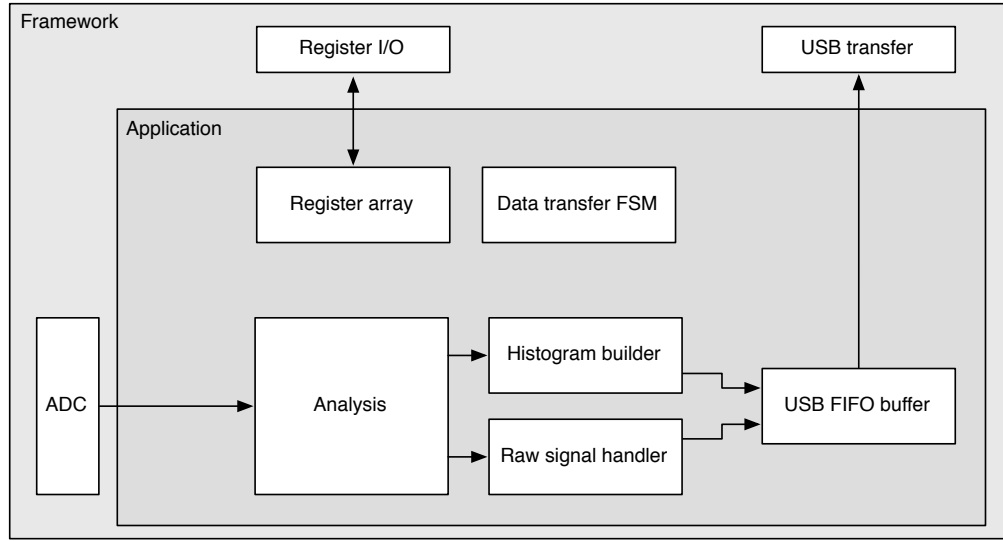 Framework
Register I/O
USB transfer
Application
Register array
Data transfer FSM
ADC
Analysis
Histogram builder
Raw signal handler
USB FIFO buffer